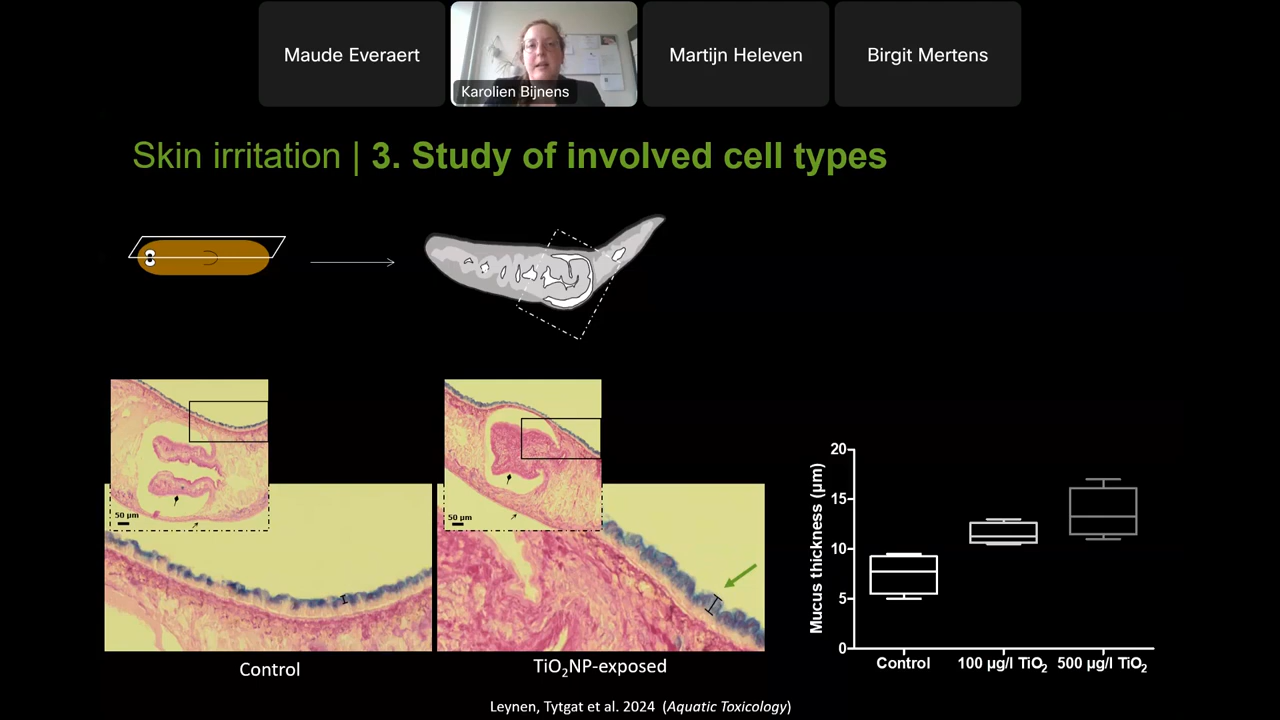 Maude Everaert
Karolien Bijnens
Martijn Heleven
Birgit Mertens
Skin irritation | 3. Study of involved cell types
50 µm
50 µm
Control
TiO₂NP-exposed
Mucus thickness (µm)
20
15
10
5
0
Control
100 µg/l TiO₂
500 µg/l TiO₂
Leynen, Tytgat et al. 2024 (Aquatic Toxicology)